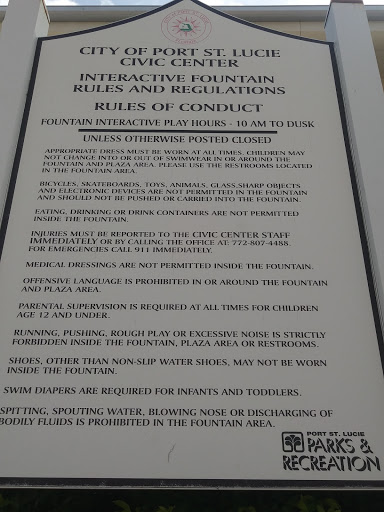 CITY OF PORT ST. LUCIE
CIVIC CENTER
INTERACTIVE FOUNTAIN
RULES AND REGULATIONS
RULES OF CONDUCT
FOUNTAIN INTERACTIVE PLAY HOURS - 10 AM TO DUSK
UNLESS OTHERWISE POSTED CLOSED
APPROPRIATE DRESS MUST BE WORN AT ALL TIMES. CHILDREN MAY
NOT CHANGE INTO OR OUT OF SWIMWEAR IN OR AROUND THE
FOUNTAIN AND PLAZA AREA. PLEASE USE THE RESTROOMS LOCATED
IN THE FOUNTAIN AREA.
BICYCLES, SKATEBOARDS, TOYS, ANIMALS, GLASS,SHARP OBJECTS
AND ELECTRONIC DEVICES ARE NOT PERMITTED IN THE FOUNTAIN
AND SHOULD NOT BE PUSHED OR CARRIED INTO THE FOUNTAIN.
EATING, DRINKING OR DRINK CONTAINERS ARE NOT PERMITTED
INSIDE THE FOUNTAIN.
INJURIES MUST BE REPORTED TO THE CIVIC CENTER STAFF
IMMEDIATELY OR BY CALLING THE OFFICE AT: 772-807-4488.
FOR EMERGENCIES CALL 911 IMMEDIATELY.
MEDICAL DRESSINGS ARE NOT PERMITTED INSIDE THE FOUNTAIN.
OFFENSIVE LANGUAGE IS PROHIBITED IN OR AROUND THE FOUNTAIN
AND PLAZA AREA.
PARENTAL SUPERVISION IS REQUIRED AT ALL TIMES FOR CHILDREN
AGE 12 AND UNDER.
RUNNING, PUSHING, ROUGH PLAY OR EXCESSIVE NOISE IS STRICTLY
FORBIDDEN INSIDE THE FOUNTAIN, PLAZA AREA OR RESTROOMS.
SHOES, OTHER THAN NON-SLIP WATER SHOES, MAY NOT BE WORN
INSIDE THE FOUNTAIN.
SWIM DIAPERS ARE REQUIRED FOR INFANTS AND TODDLERS.
SPITTING, SPOUTING WATER, BLOWING NOSE OR DISCHARGING OF
BODILY FLUIDS IS PROHIBITED IN THE FOUNTAIN AREA.
PORT ST. LUCIE
PARKS &
RECREATION